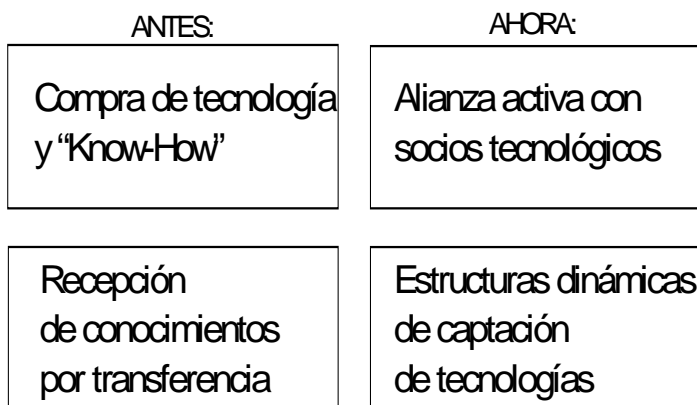 ANTES:
AHORA:
Compra de tecnología
y “Know-How”
Alianza activa con
socios tecnológicos
Recepción
de conocimientos
por transferencia
Estructuras dinámicas
de captación
de tecnologías